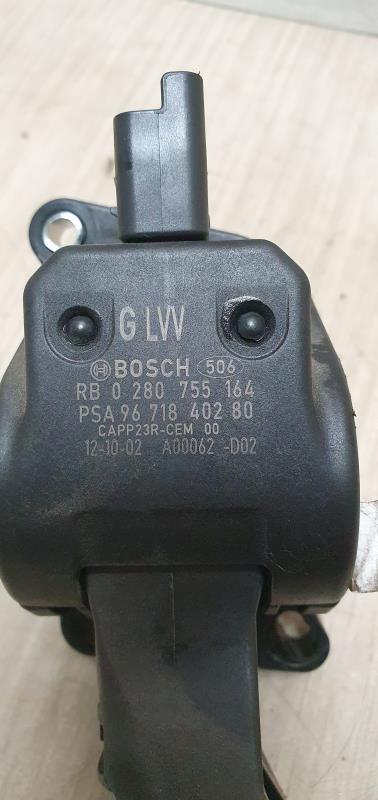 G LVV
BOSCH 506
RB 0 280 755 164
PSA 96 718 402 80
CAPP23R-CEM 00
12-10-02 A00062 -D02